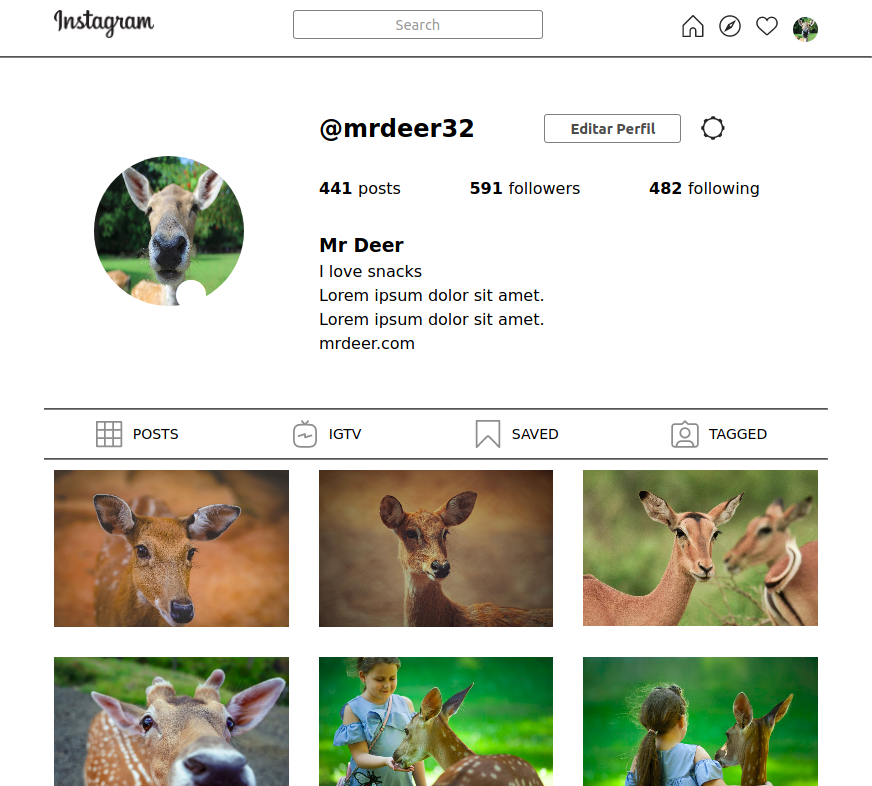 Instagram
Search
@mrdeer32
Editar Perfil
441 posts
591 followers
482 following
Mr Deer
I love snacks
Lorem ipsum dolor sit amet.
Lorem ipsum dolor sit amet.
mrdeer.com
POSTS
IGTV
SAVED
TAGGED